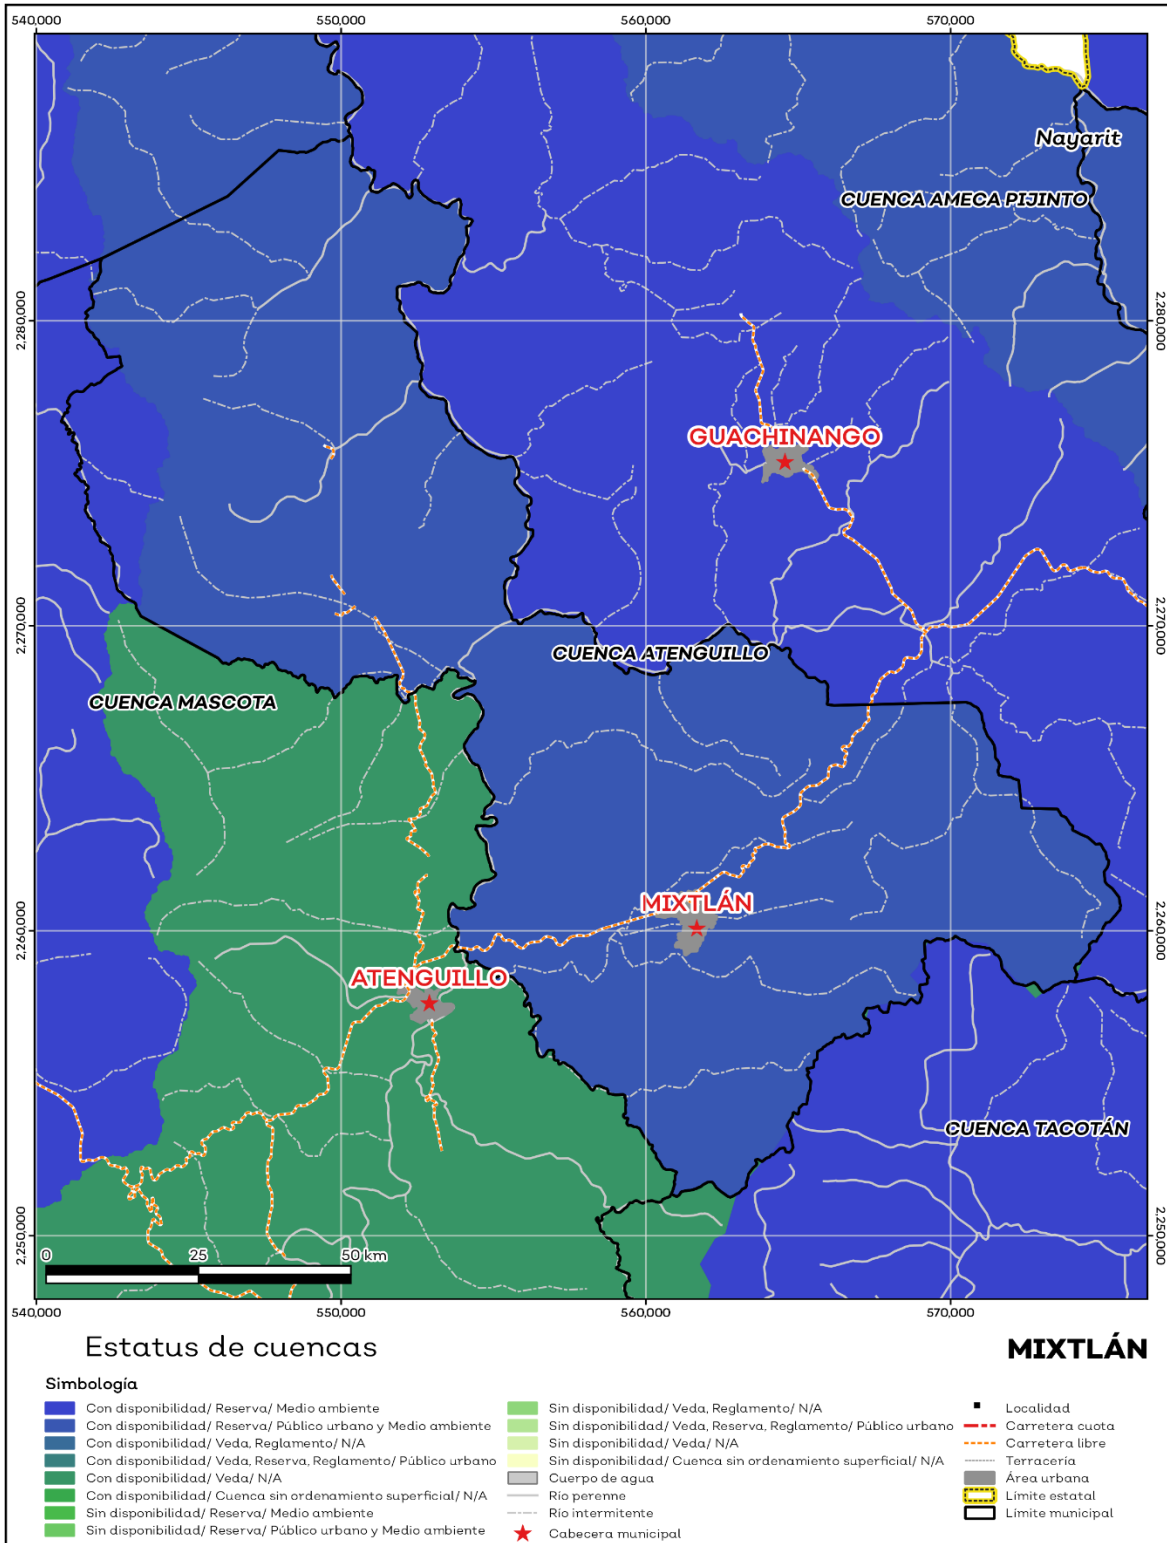 540,000
550,000
560,000
570,000
Nayarit
CUENCA AMECA PIJINTO
2,280,000
2,280,000
GUACHINANGO
2,270,000
2,270,000
CUENCA ATENGUILLO
CUENCA MASCOTA
MIXTLÁN
2,260,000
2,260,000
ATENGUILLO
CUENCA TACOTÁN
2,250,000
2,250,000
0 25 50 km
540,000
550,000
560,000
570,000
Estatus de cuencas
MIXTLÁN
Simbología
Con disponibilidad/ Reserva/ Medio ambiente
Con disponibilidad/ Reserva/ Público urbano y Medio ambiente
Con disponibilidad/ Veda, Reglamento/ N/A
Con disponibilidad/ Veda, Reserva, Reglamento/ Público urbano
Con disponibilidad/ Veda/ N/A
Con disponibilidad/ Cuenca sin ordenamiento superficial/ N/A
Sin disponibilidad/ Reserva/ Medio ambiente
Sin disponibilidad/ Reserva/ Público urbano y Medio ambiente
Sin disponibilidad/ Veda, Reglamento/ N/A
Sin disponibilidad/ Veda, Reserva, Reglamento/ Público urbano
Sin disponibilidad/ Veda/ N/A
Sin disponibilidad/ Cuenca sin ordenamiento superficial/ N/A
Cuerpo de agua
Río perenne
Río intermitente
Cabecera municipal
Localidad
Carretera cuota
Carretera libre
Terracería
Área urbana
Límite estatal
Límite municipal